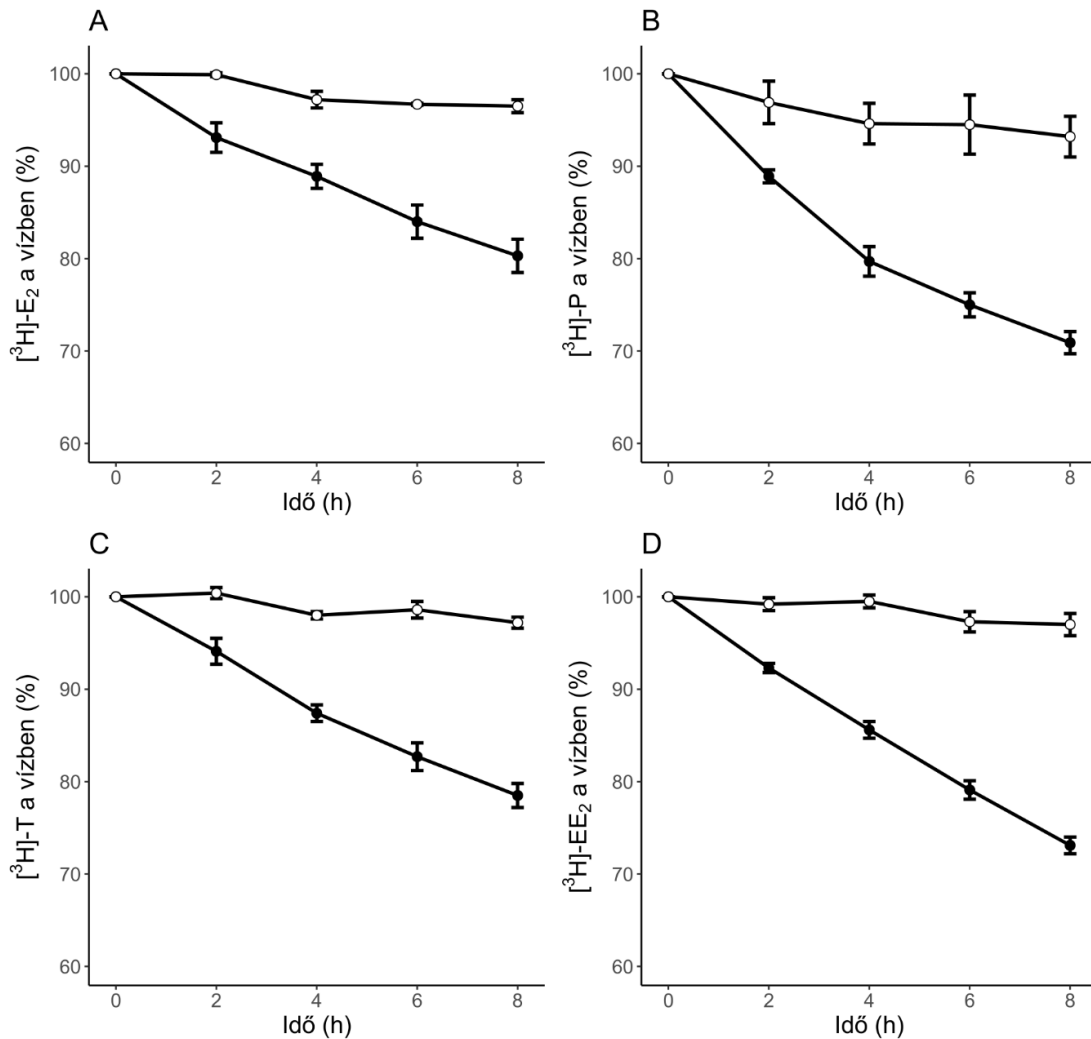 A
[³H]-E₂ a vízben (%)
100
90
80
70
60
0 2 4 6 8
Idő (h)
B
[³H]-P a vízben (%)
100
90
80
70
60
0 2 4 6 8
Idő (h)
C
[³H]-T a vízben (%)
100
90
80
70
60
0 2 4 6 8
Idő (h)
D
[³H]-EE₂ a vízben (%)
100
90
80
70
60
0 2 4 6 8
Idő (h)